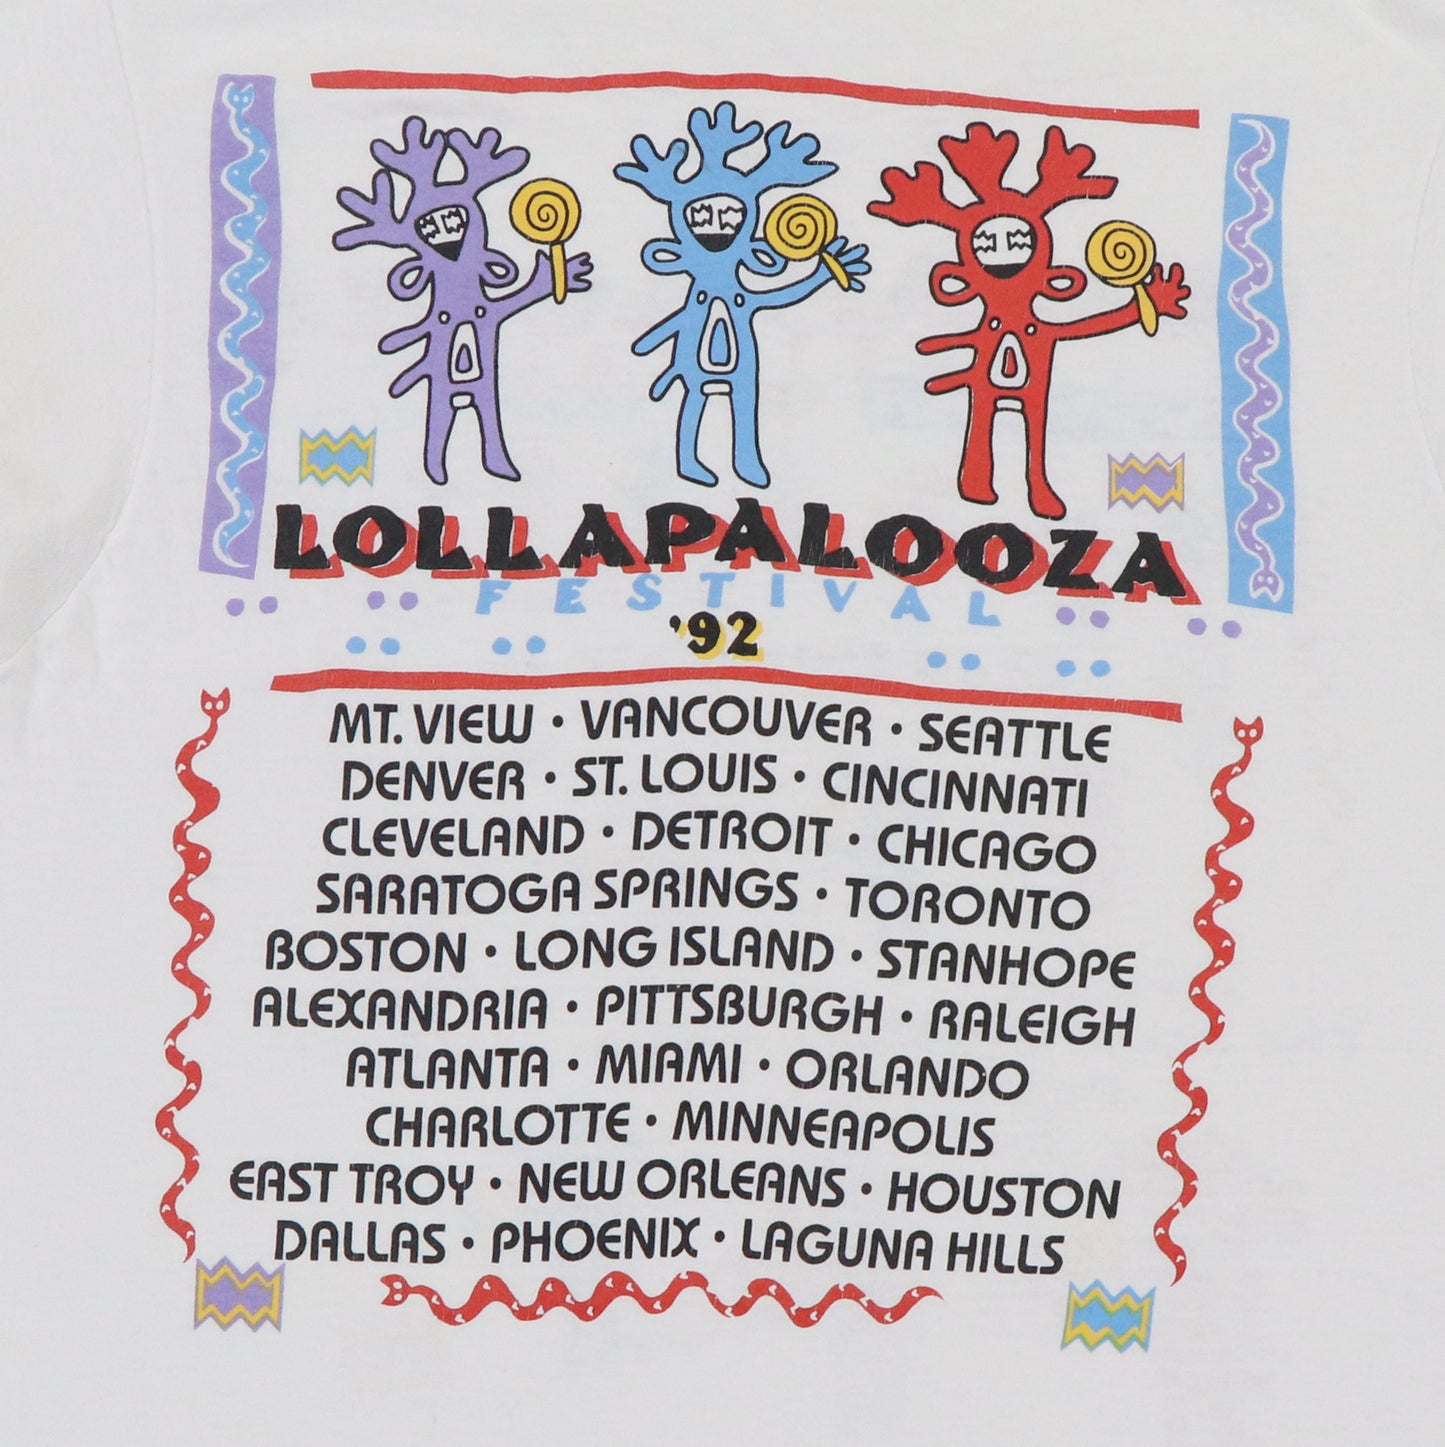 LOLLAPALOOZA
FESTIVAL
'92
MT. VIEW • VANCOUVER • SEATTLE
DENVER • ST. LOUIS • CINCINNATI
CLEVELAND • DETROIT • CHICAGO
SARATOGA SPRINGS • TORONTO
BOSTON • LONG ISLAND • STANHOPE
ALEXANDRIA • PITTSBURGH • RALEIGH
ATLANTA • MIAMI • ORLANDO
CHARLOTTE • MINNEAPOLIS
EAST TROY • NEW ORLEANS • HOUSTON
DALLAS • PHOENIX • LAGUNA HILLS